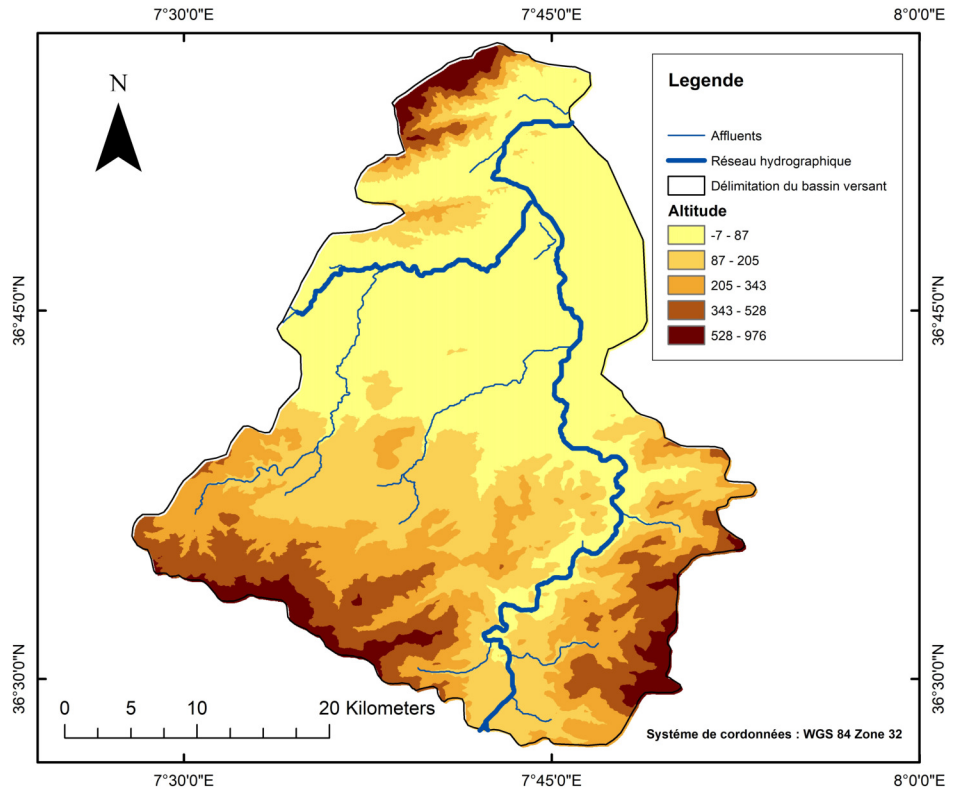 7°30'0"E
7°45'0"E
8°0'0"E
N
Legende
Affluents
Réseau hydrographique
Délimitation du bassin versant
Altitude
-7 - 87
87 - 205
205 - 343
343 - 528
528 - 976
36°45'0"N
36°45'0"N
36°30'0"N
36°30'0"N
0 5 10 20 Kilometers
Systéme de cordonnées : WGS 84 Zone 32
7°30'0"E
7°45'0"E
8°0'0"E